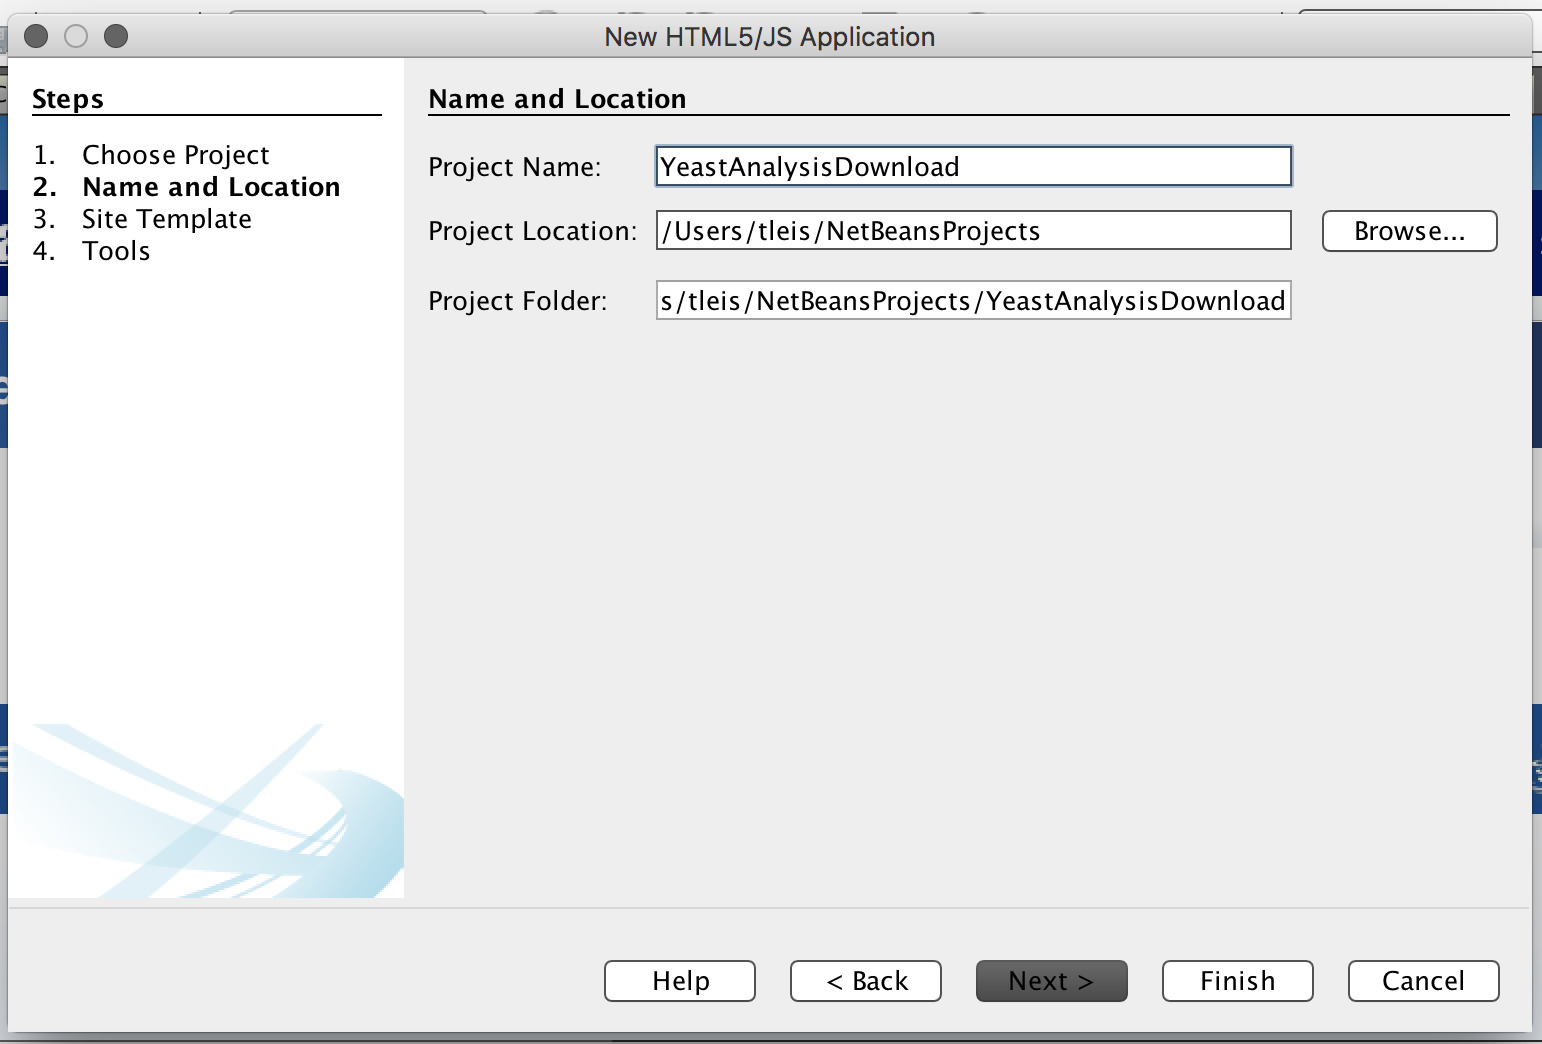 New HTML5/JS Application
Steps
1. Choose Project
2. Name and Location
3. Site Template
4. Tools
Name and Location
Project Name: YeastAnalysisDownload
Project Location: /Users/tleis/NetBeansProjects Browse...
Project Folder: s/tleis/NetBeansProjects/YeastAnalysisDownload
Help < Back Next > Finish Cancel